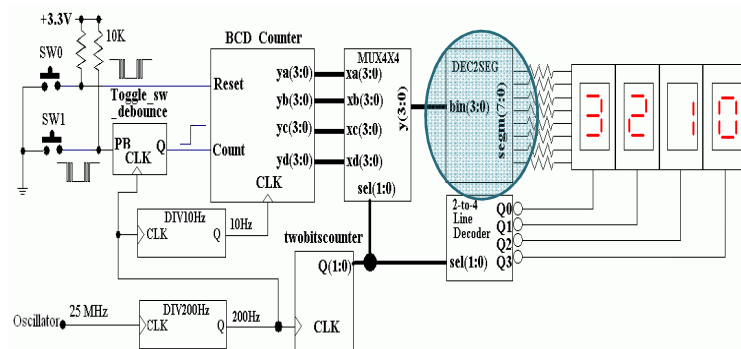 +3.3V
10K
SW0
SW1
Toggle_sw
_debounce
PB
Q
CLK
BCD Counter
Reset
Count
ya(3:0)
yb(3:0)
yc(3:0)
yd(3:0)
CLK
MUX4X4
xa(3:0)
xb(3:0)
xc(3:0)
xd(3:0)
y(3:0)
sel(1:0)
DEC2SEG
bin(3:0)
segm(7:0)
3 2 1 0
2-to-4
Line
Decoder
Q0
Q1
Q2
Q3
sel(1:0)
DIV10Hz
CLK
Q
10Hz
twobitscounter
Q(1:0)
CLK
Oscillator
25 MHz
DIV200Hz
CLK
Q
200Hz